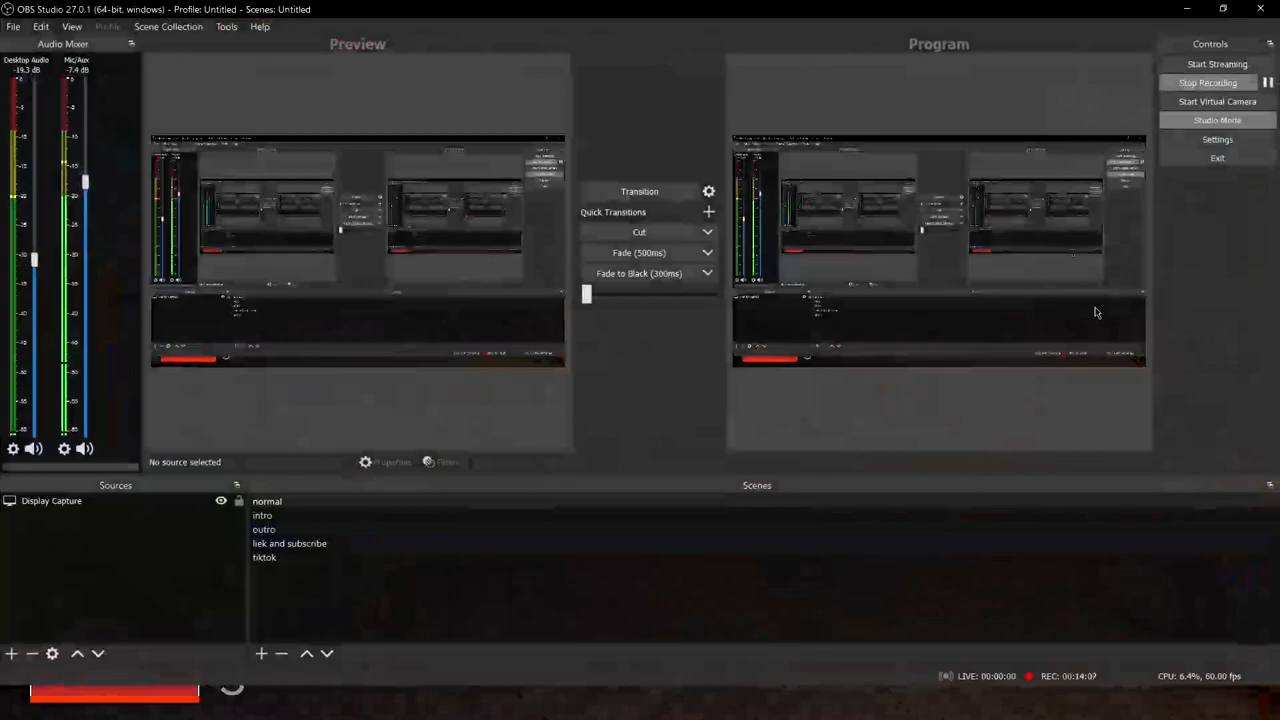 OBS Studio 27.0.1 (64-bit, windows) - Profile: Untitled - Scenes: Untitled
File Edit View Profile Scene Collection Tools Help
Audio Mixer
Preview
Program
Controls
Desktop Audio Mic/Aux
-19.3 dB -7.4 dB
Start Streaming
Stop Recording
Start Virtual Camera
Studio Mode
Settings
Exit
Transition
Quick Transitions
Cut
Fade (500ms)
Fade to Black (300ms)
No source selected
Properties
Filters
Sources
Scenes
Display Capture
normal
intro
outro
liek and subscribe
tiktok
LIVE: 00:00:00 REC: 00:14:07 CPU: 6.4%, 60.00 fps